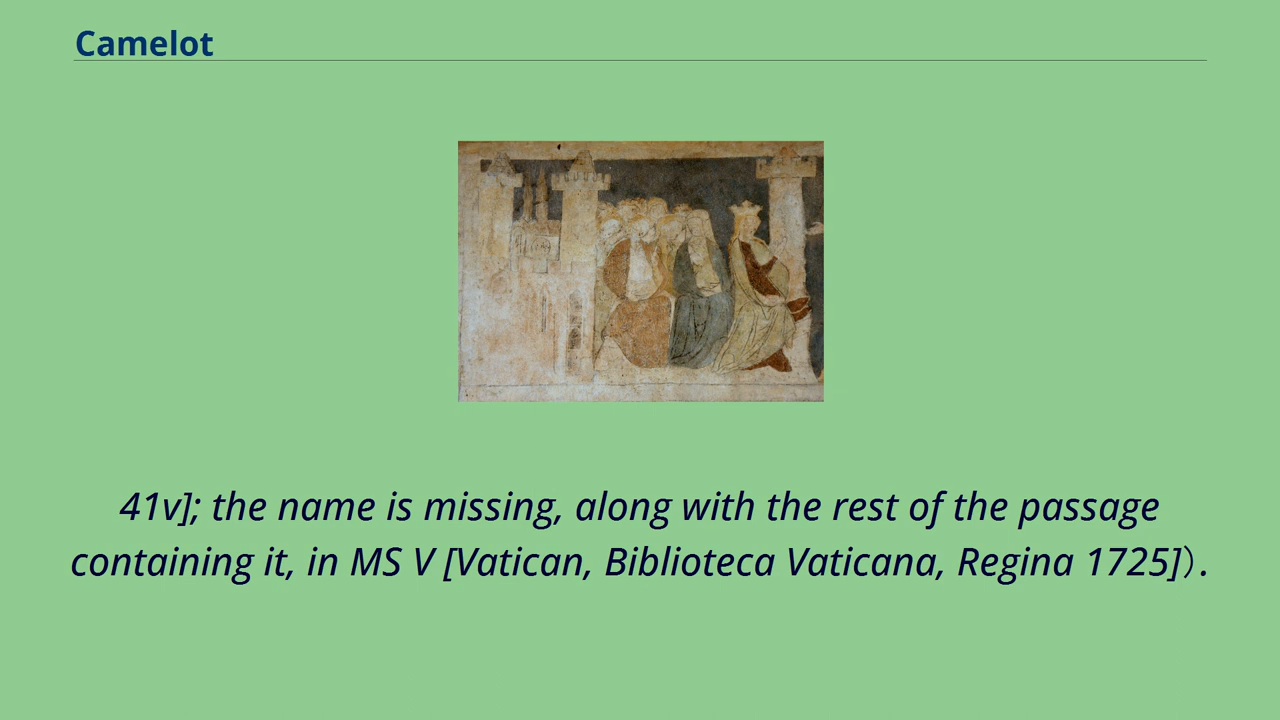 Camelot
41v]; the name is missing, along with the rest of the passage
containing it, in MS V [Vatican, Biblioteca Vaticana, Regina 1725]）.